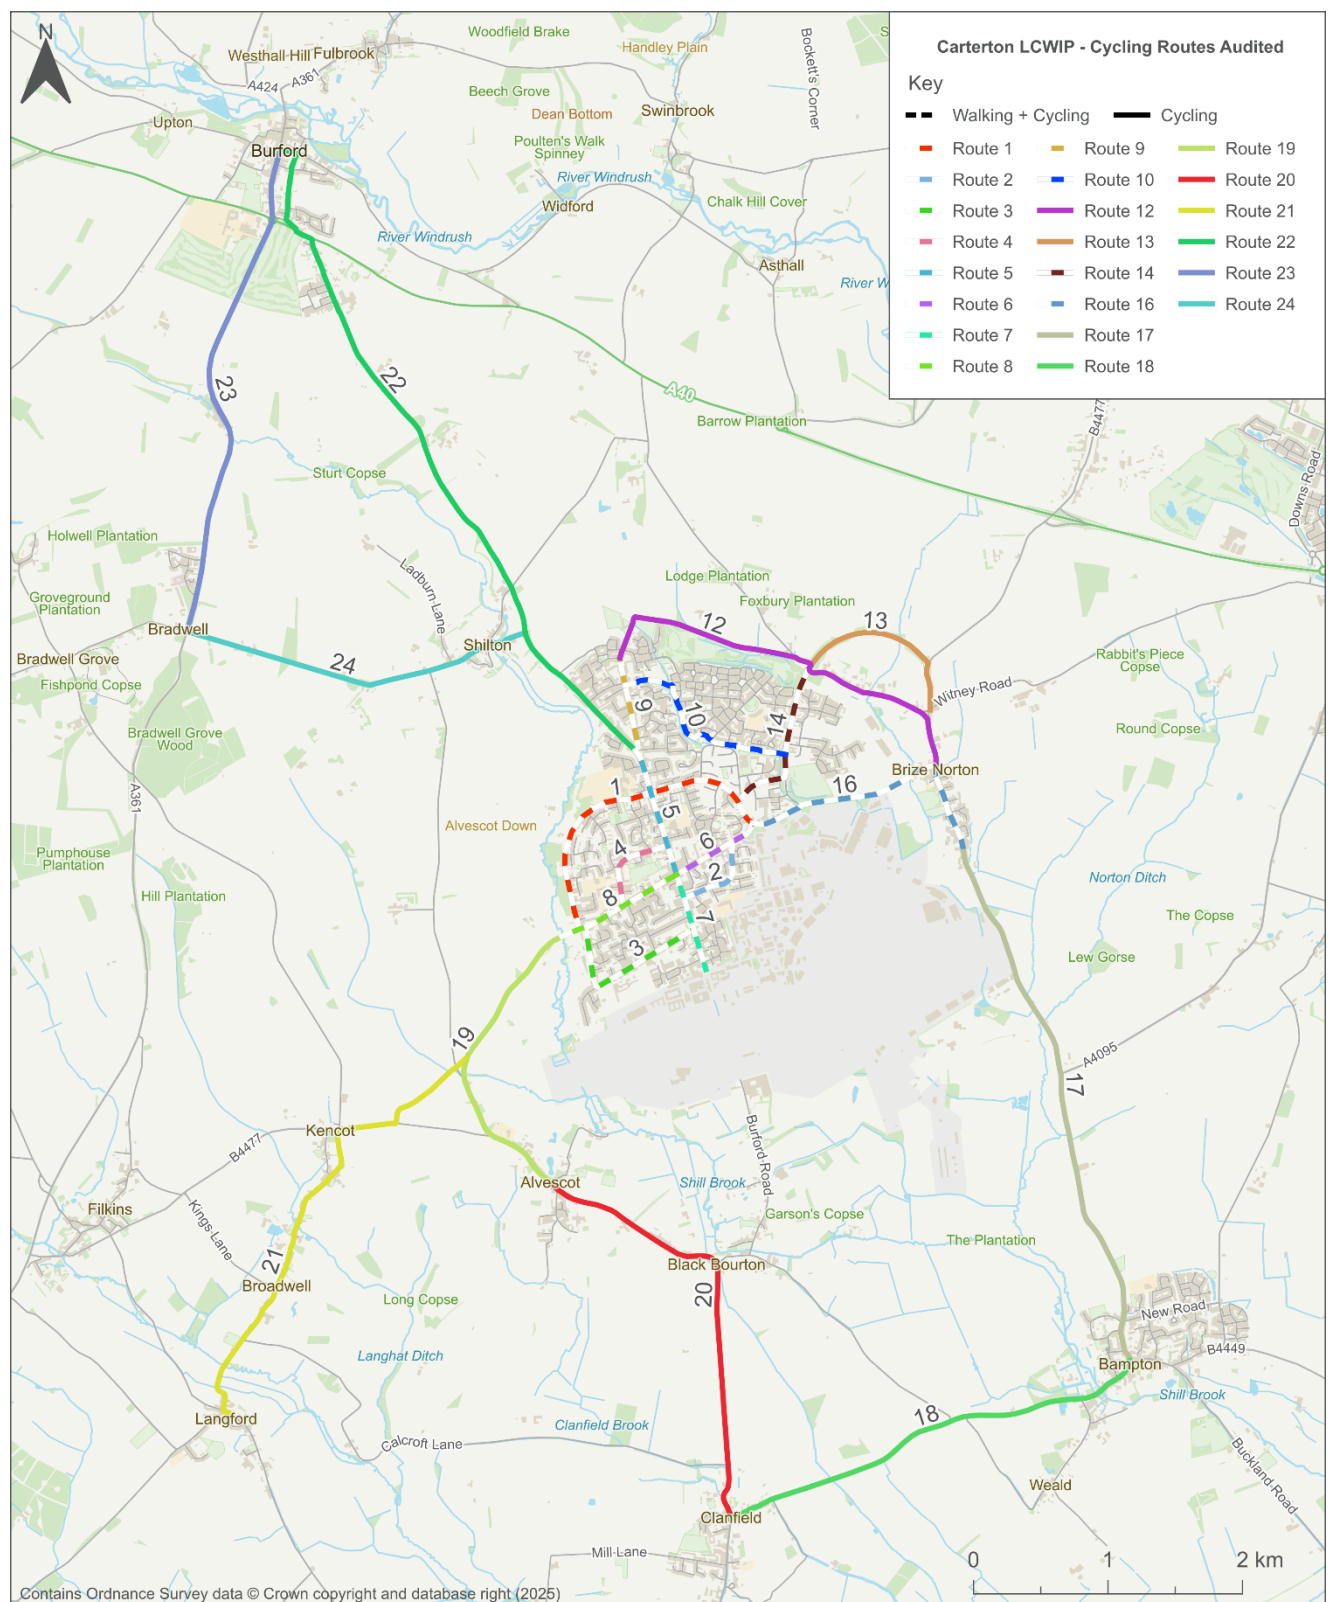 N
Carterton LCWIP - Cycling Routes Audited
Key
Walking + Cycling
Cycling
Route 1
Route 2
Route 3
Route 4
Route 5
Route 6
Route 7
Route 8
Route 9
Route 10
Route 12
Route 13
Route 14
Route 16
Route 17
Route 18
Route 19
Route 20
Route 21
Route 22
Route 23
Route 24
Woodfield Brake
Westhall Hill
Fulbrook
Handley Plain
Bockett's Corner
S
A424
A361
Beech Grove
Dean Bottom
Swinbrook
Upton
Burford
Poulten's Walk
Spinney
River Windrush
Widford
Chalk Hill Cover
River Windrush
Asthall
River W
23
22
A40
Barrow Plantation
B4477
Downs Road
Sturt Copse
Holwell Plantation
Ladburn Lane
Lodge Plantation
Groveground
Plantation
Foxbury Plantation
Bradwell
12
13
Shilton
Bradwell Grove
24
Rabbit's Piece
Copse
Fishpond Copse
Witney Road
9
10
14
Round Copse
Bradwell Grove
Wood
Brize Norton
A361
1
16
5
Alvescot Down
6
4
Pumphouse
Plantation
2
Norton Ditch
Hill Plantation
8
7
The Copse
3
Lew Gorse
19
A4095
17
Kencot
B4477
Burford Road
Alvescot
Shill Brook
Filkins
Kings Lane
Garson's Copse
The Plantation
21
Black Bourton
Broadwell
20
Long Copse
New Road
B4449
Langhat Ditch
Bampton
Shill Brook
Langford
Clanfield Brook
18
Calcroft Lane
Buckland Road
Weald
Clanfield
Mill Lane
0 1 2 km
Contains Ordnance Survey data © Crown copyright and database right (2025)